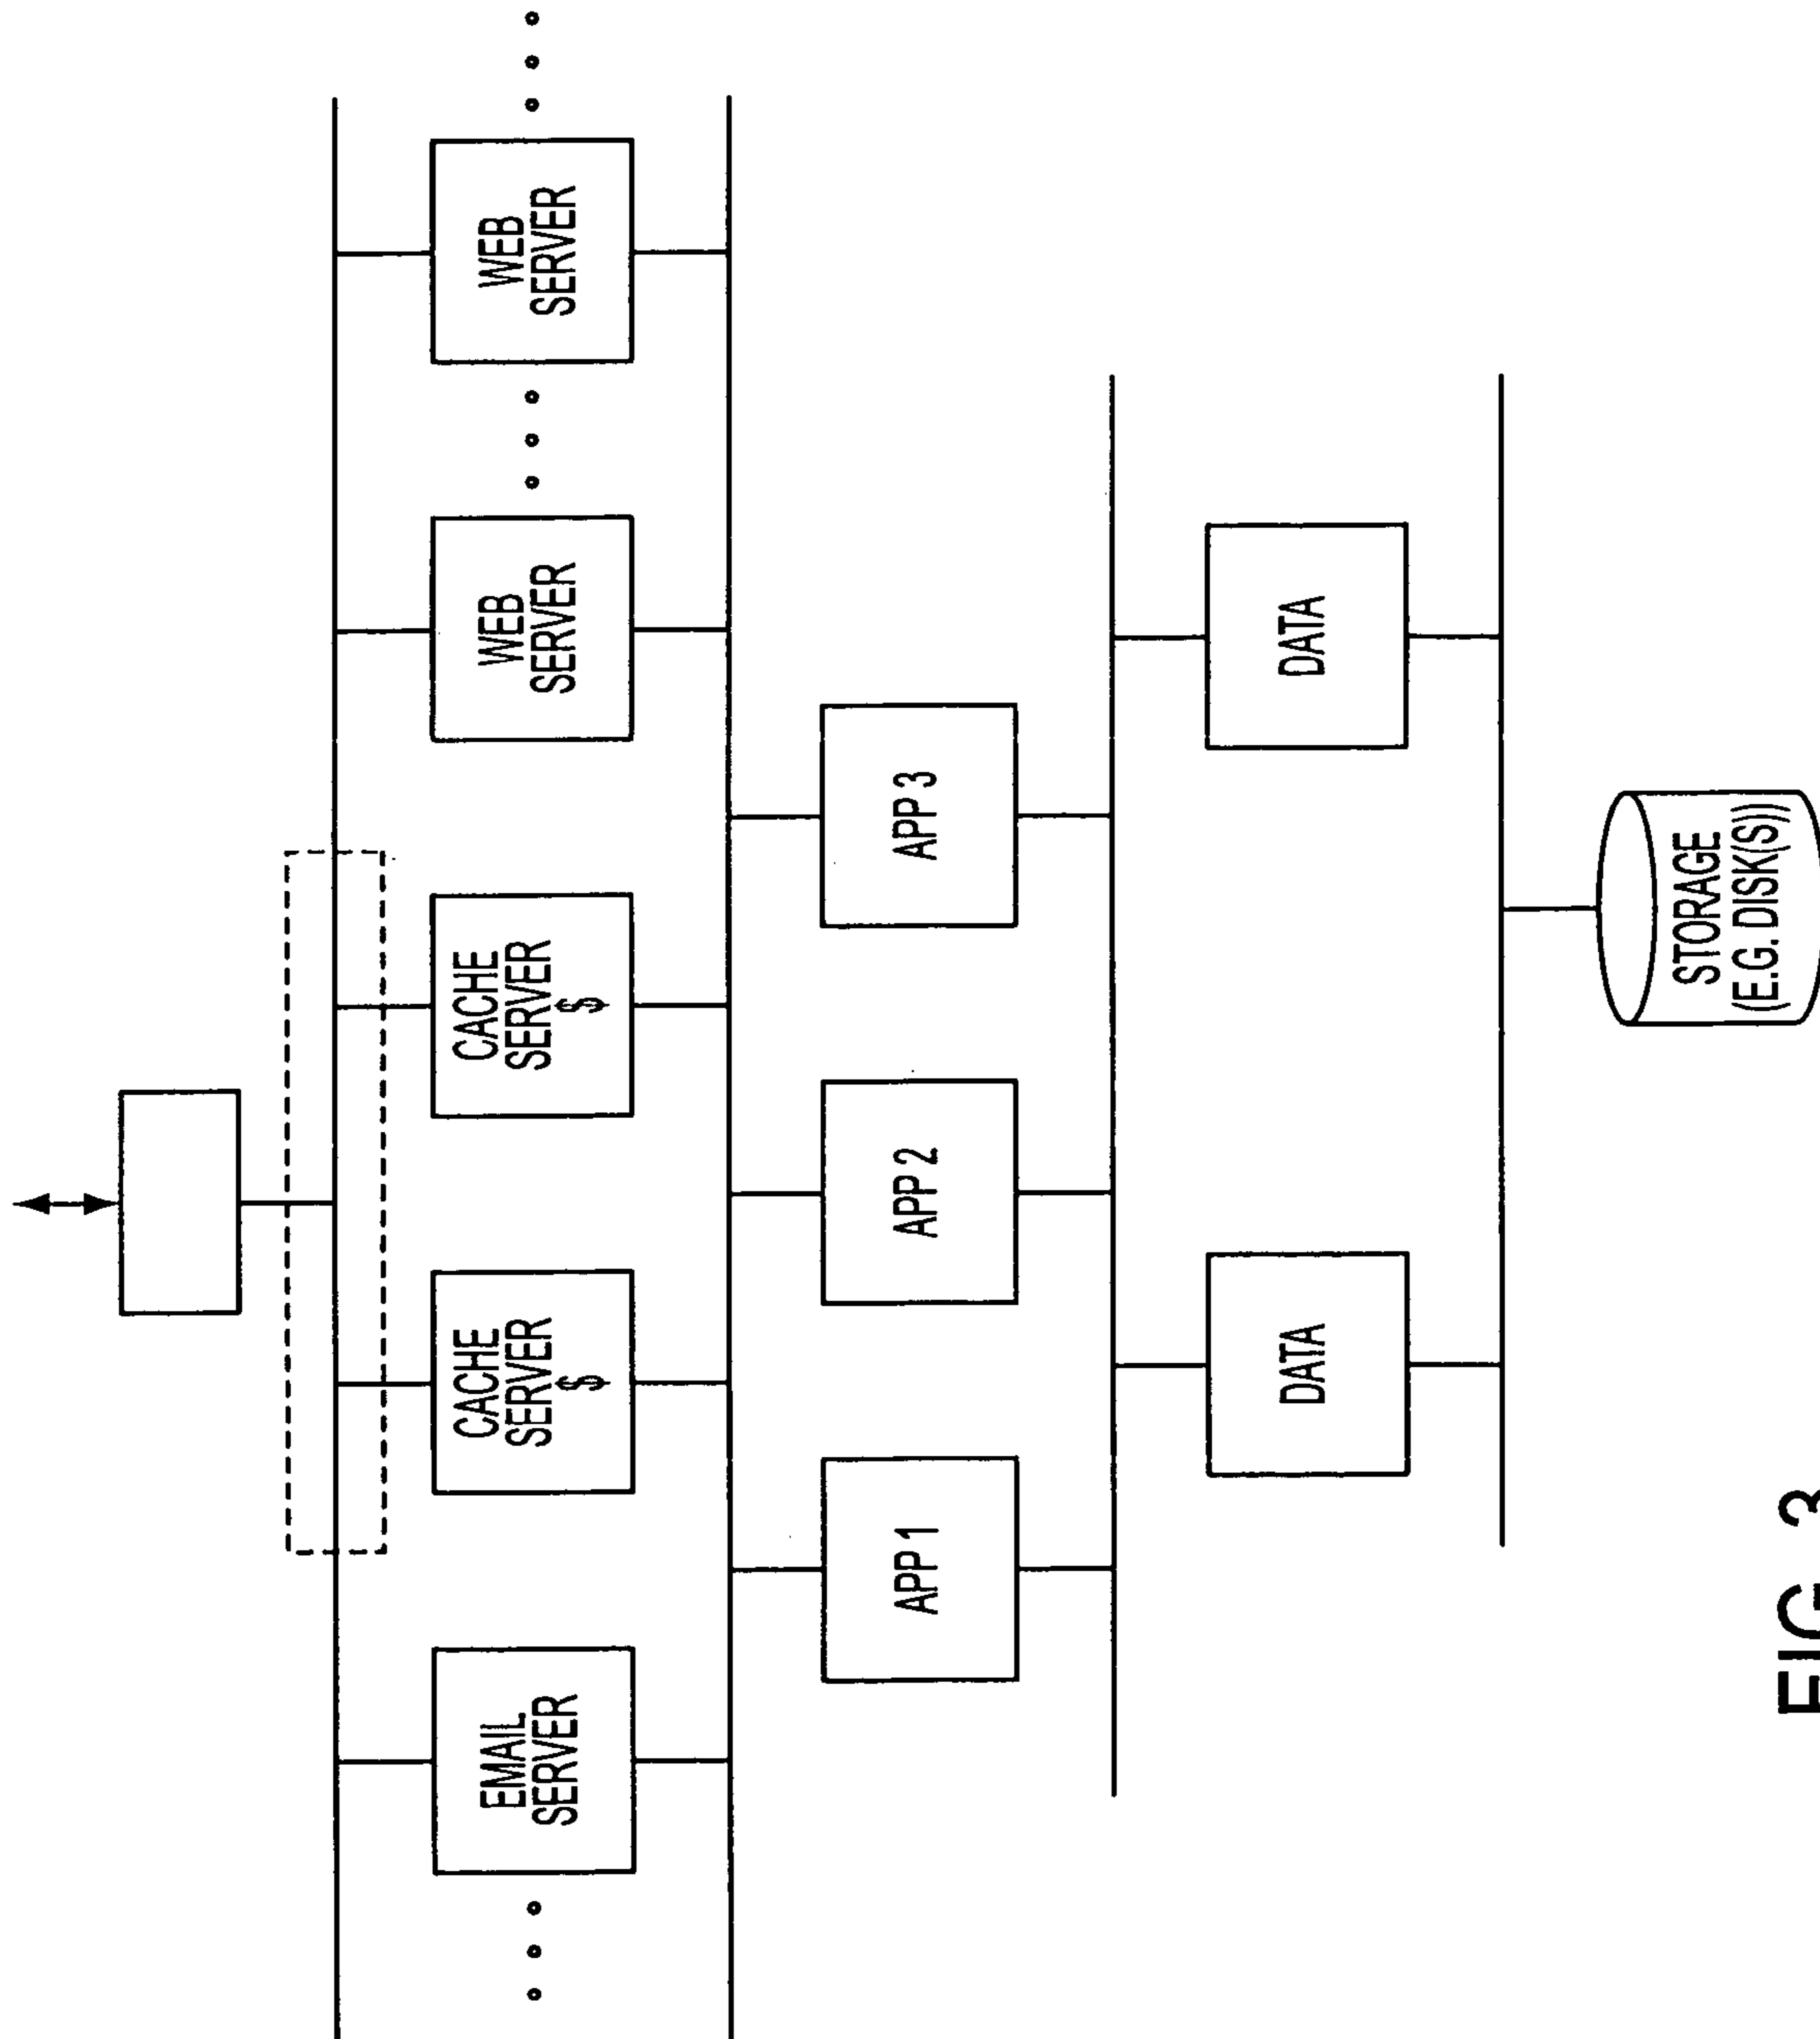 EMAIL
SERVER
CACHE
SERVER
$
CACHE
SERVER
$
WEB
SERVER
WEB
SERVER
APP 1
APP 2
APP 3
DATA
DATA
STORAGE
(E.G. DISK(S))
FIG. 3